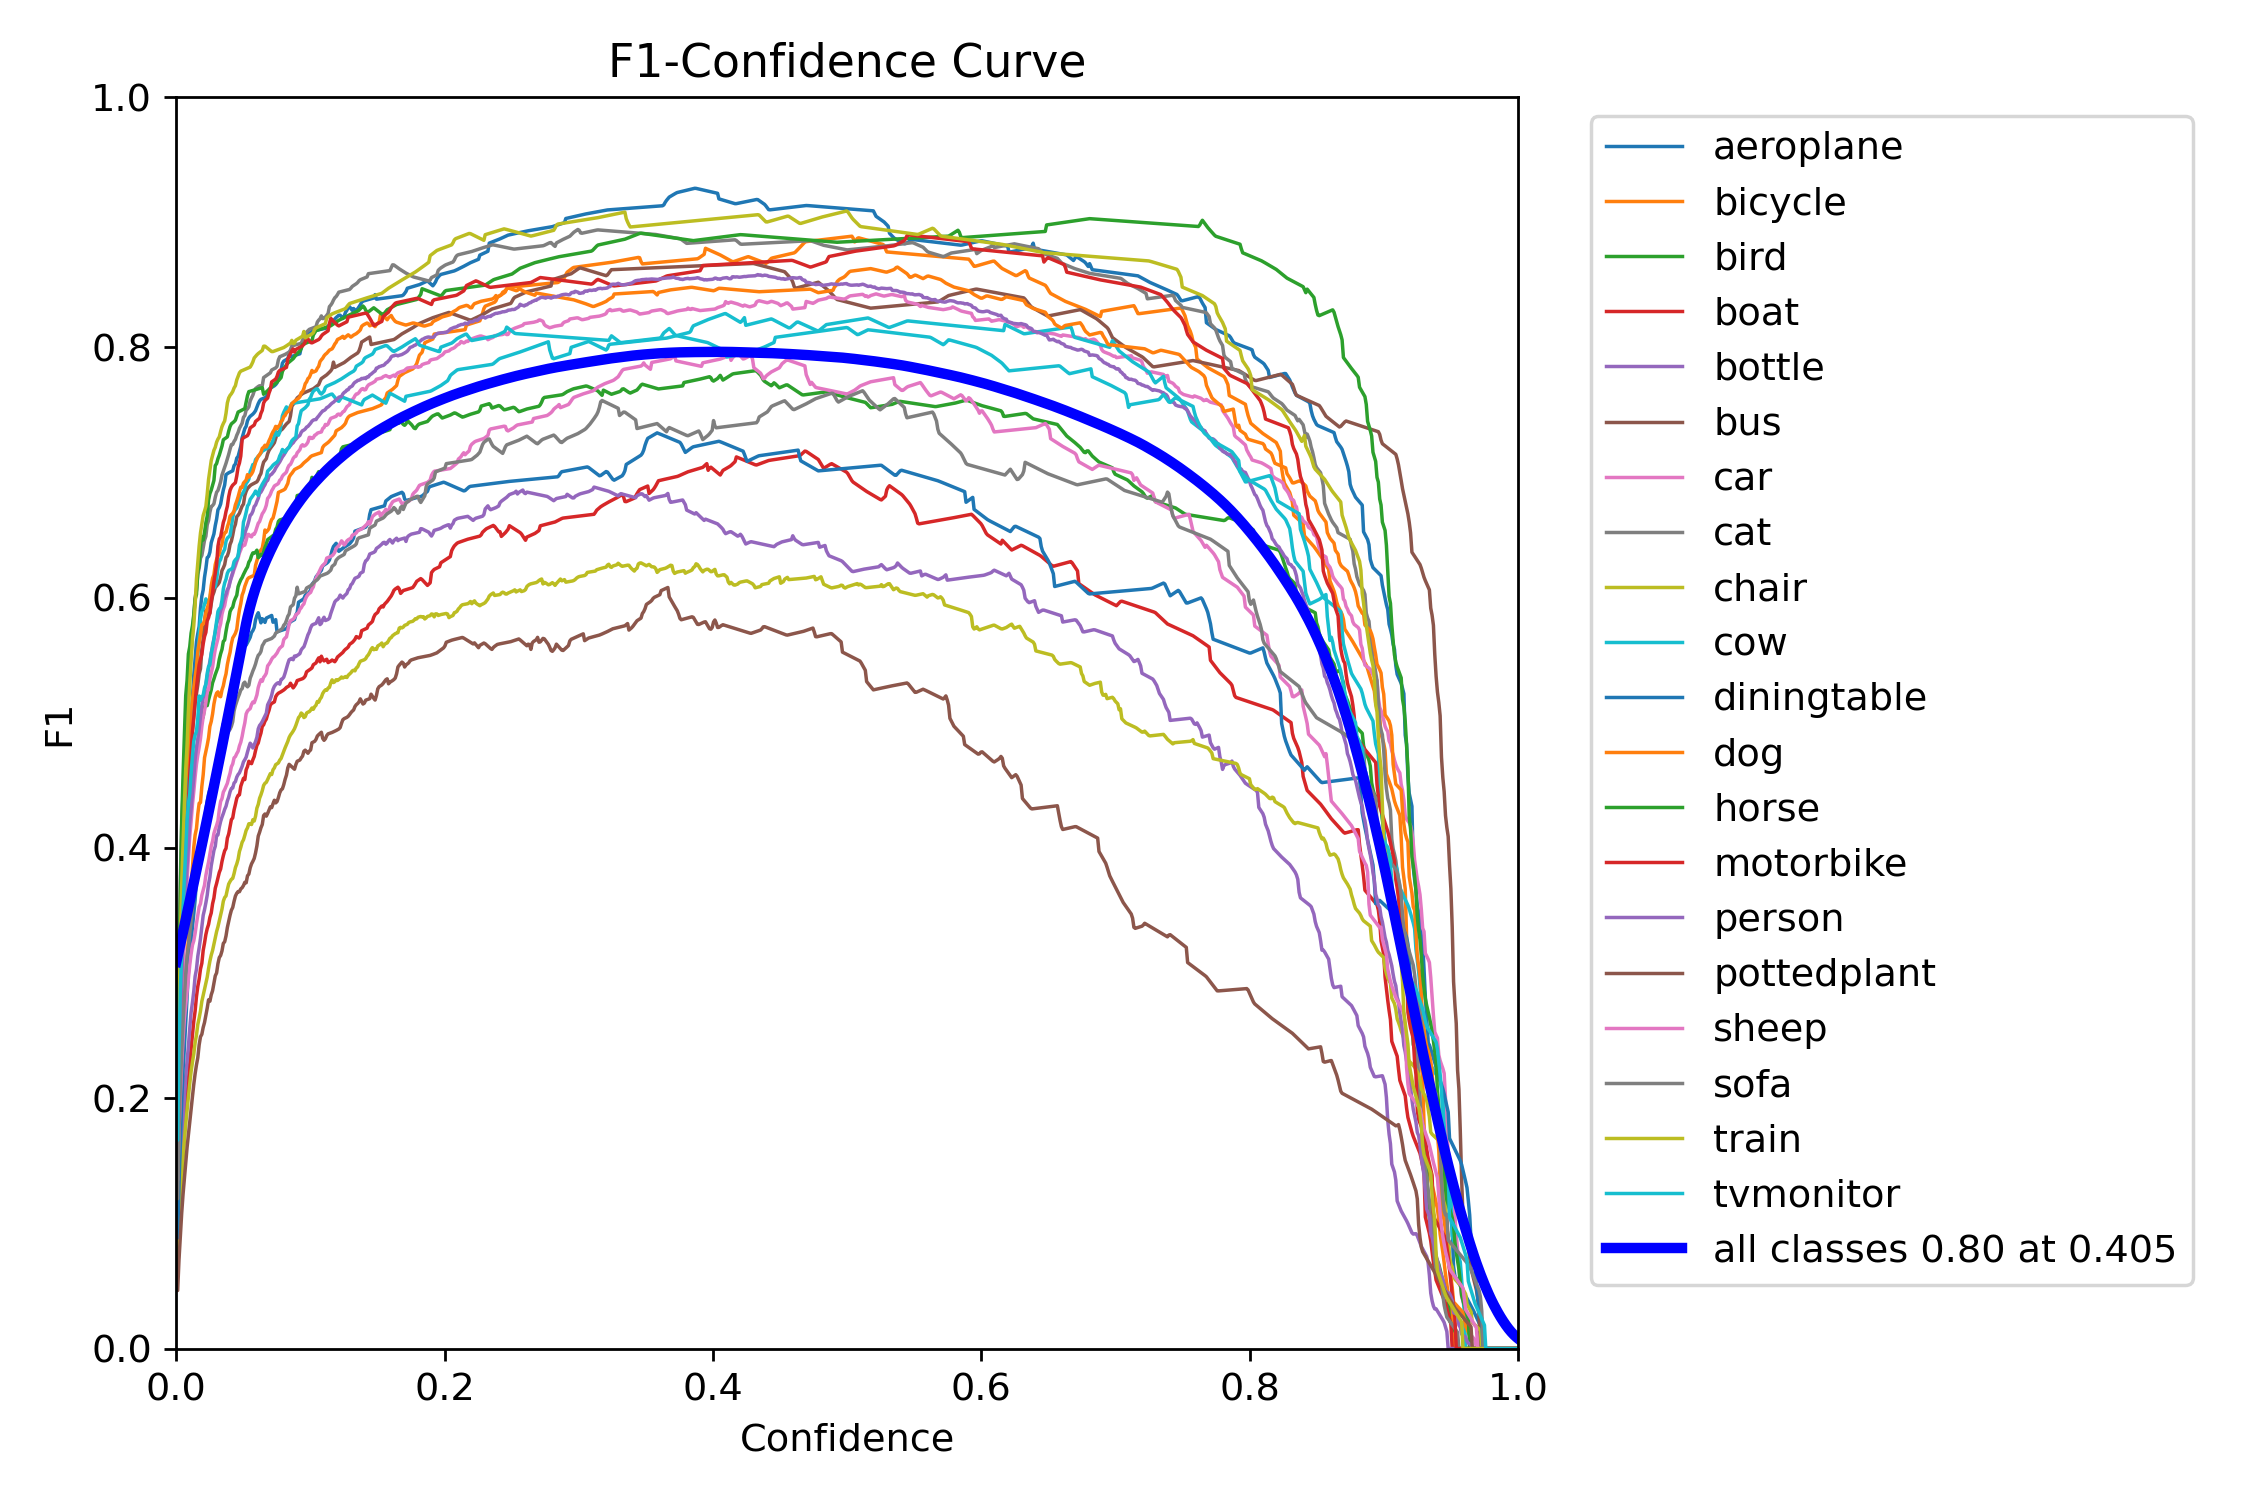 F1-Confidence Curve
1.0
0.8
0.6
0.4
0.2
0.0
F1
0.0 0.2 0.4 0.6 0.8 1.0
Confidence
aeroplane
bicycle
bird
boat
bottle
bus
car
cat
chair
cow
diningtable
dog
horse
motorbike
person
pottedplant
sheep
sofa
train
tvmonitor
all classes 0.80 at 0.405